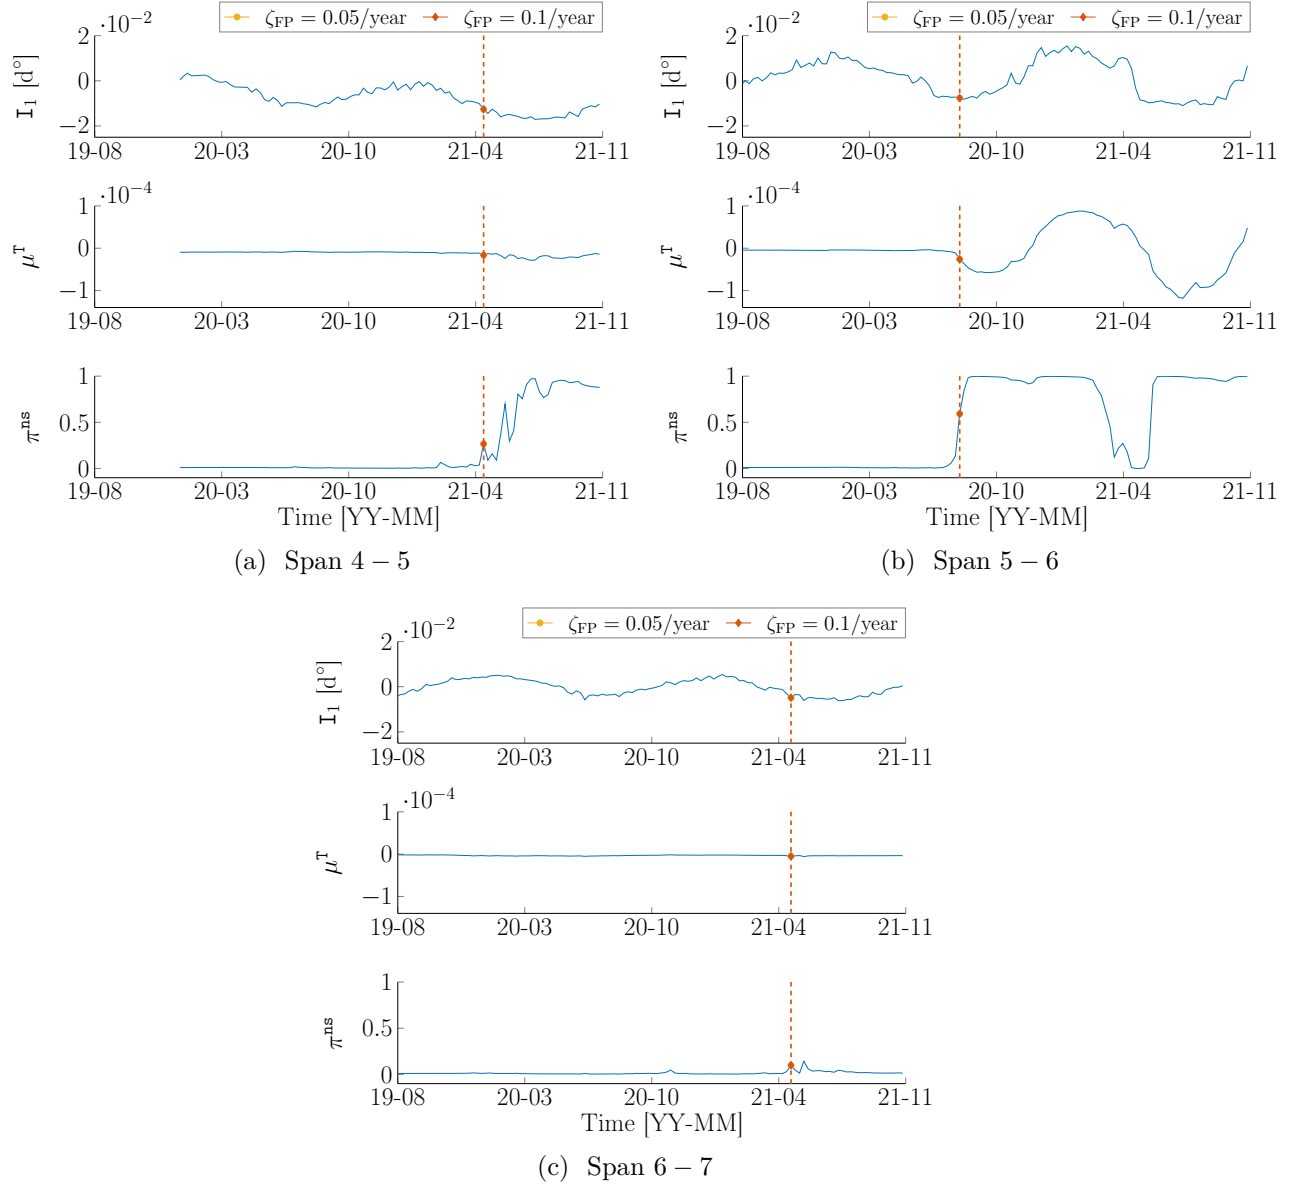 ζFP = 0.05/year ζFP = 0.1/year
·10−2
I1 [d°]
2
0
−2
19-08 20-03 20-10 21-04 21-11
·10−4
μT
1
0
−1
19-08 20-03 20-10 21-04 21-11
πns
1
0.5
0
19-08 20-03 20-10 21-04 21-11
Time [YY-MM]
(a) Span 4 − 5
ζFP = 0.05/year ζFP = 0.1/year
·10−2
I1 [d°]
2
0
−2
19-08 20-03 20-10 21-04 21-11
·10−4
μT
1
0
−1
19-08 20-03 20-10 21-04 21-11
πns
1
0.5
0
19-08 20-03 20-10 21-04 21-11
Time [YY-MM]
(b) Span 5 − 6
ζFP = 0.05/year ζFP = 0.1/year
·10−2
I1 [d°]
2
0
−2
19-08 20-03 20-10 21-04 21-11
·10−4
μT
1
0
−1
19-08 20-03 20-10 21-04 21-11
πns
1
0.5
0
19-08 20-03 20-10 21-04 21-11
Time [YY-MM]
(c) Span 6 − 7